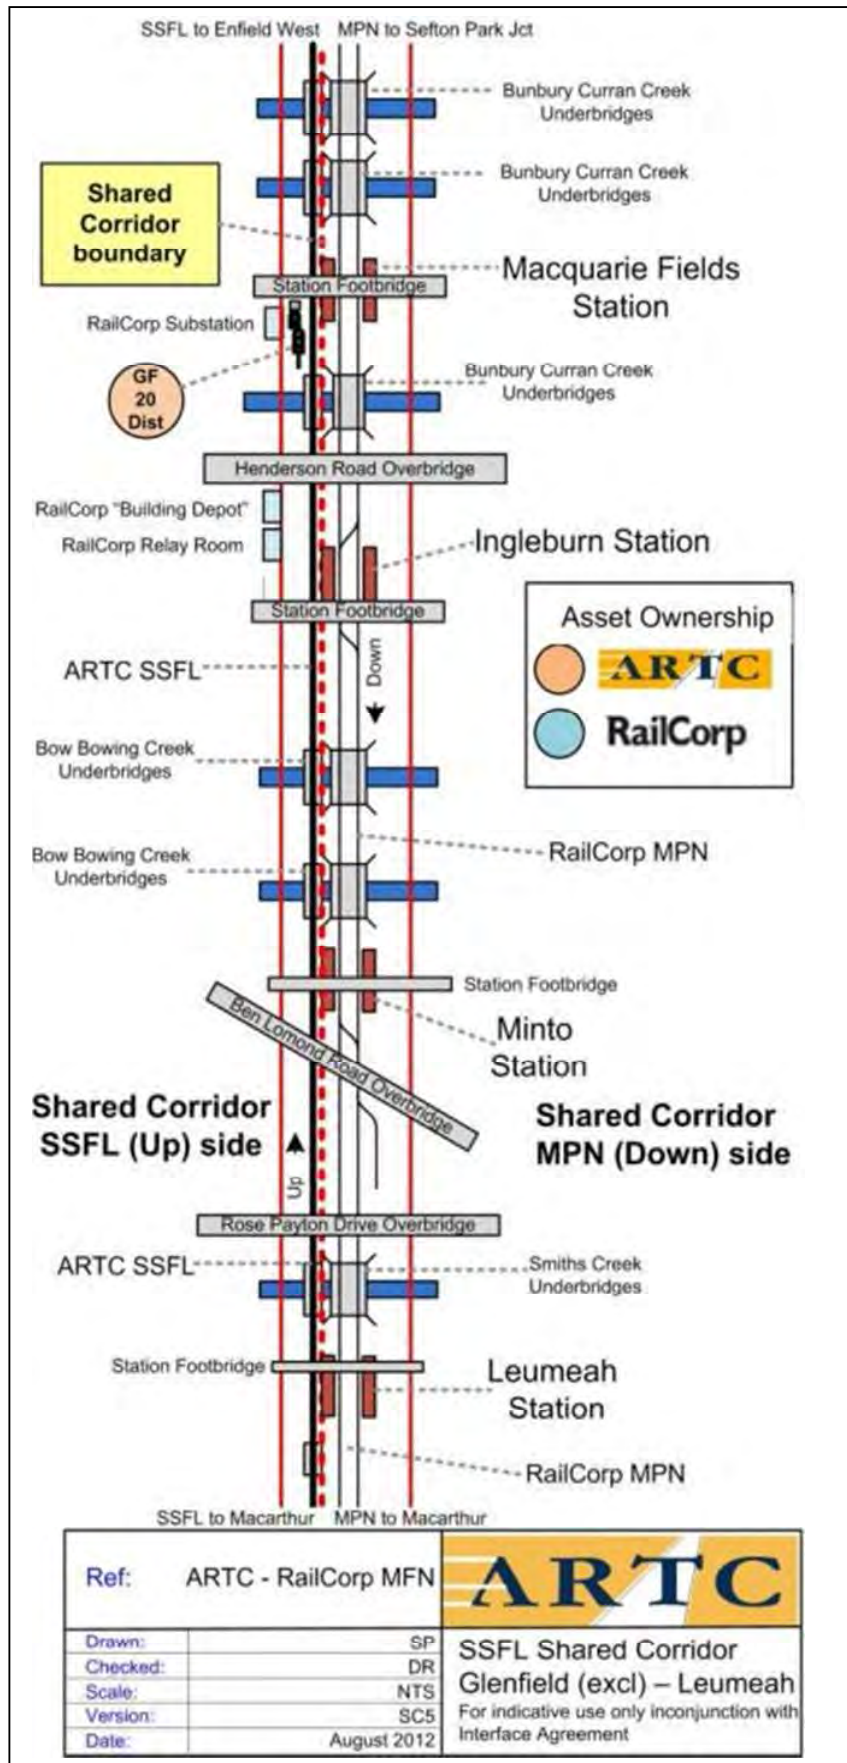 SSFL to Enfield West MPN to Sefton Park Jct
Bunbury Curran Creek
Underbridges
Bunbury Curran Creek
Underbridges
Shared
Corridor
boundary
Macquarie Fields
Station
Station Footbridge
RailCorp Substation
GF
20
Dist
Bunbury Curran Creek
Underbridges
Henderson Road Overbridge
RailCorp "Building Depot"
RailCorp Relay Room
Ingleburn Station
Station Footbridge
Asset Ownership
ARTC
RailCorp
ARTC SSFL
Down
Bow Bowing Creek
Underbridges
RailCorp MPN
Bow Bowing Creek
Underbridges
Station Footbridge
Minto
Station
Ben Lomond Road Overbridge
Shared Corridor
SSFL (Up) side
Shared Corridor
MPN (Down) side
Up
Rose Payton Drive Overbridge
ARTC SSFL
Smiths Creek
Underbridges
Station Footbridge
Leumeah
Station
RailCorp MPN
SSFL to Macarthur MPN to Macarthur
Ref: ARTC - RailCorp MFN
ARTC
Drawn: SP
Checked: DR
Scale: NTS
Version: SC5
Date: August 2012
SSFL Shared Corridor
Glenfield (excl) – Leumeah
For indicative use only inconjunction with
Interface Agreement